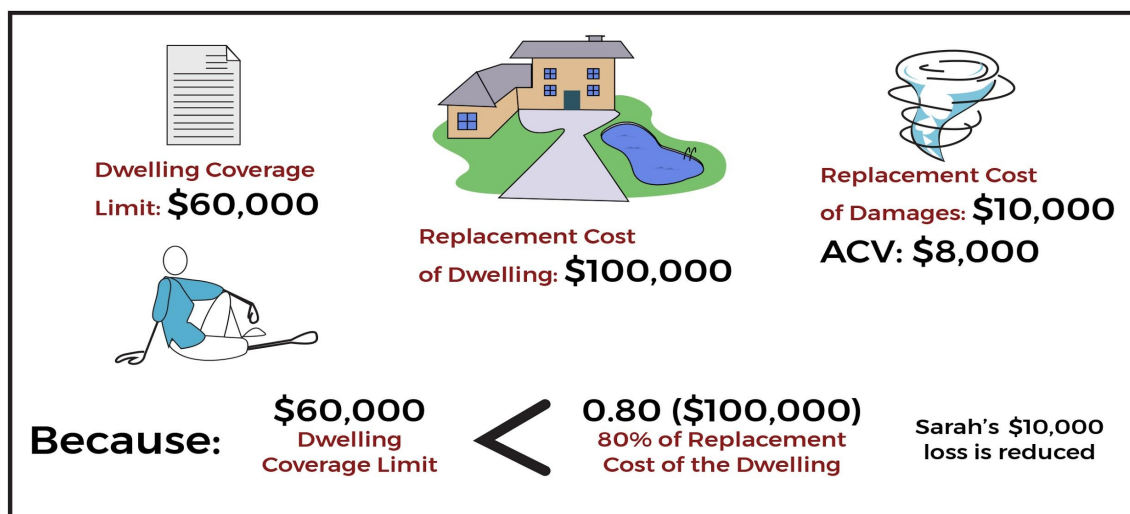 Dwelling Coverage
Limit: $60,000
Replacement Cost
of Dwelling: $100,000
Replacement Cost
of Damages: $10,000
ACV: $8,000
Because:
$60,000
Dwelling
Coverage Limit
<
0.80 ($100,000)
80% of Replacement
Cost of the Dwelling
Sarah’s $10,000
loss is reduced